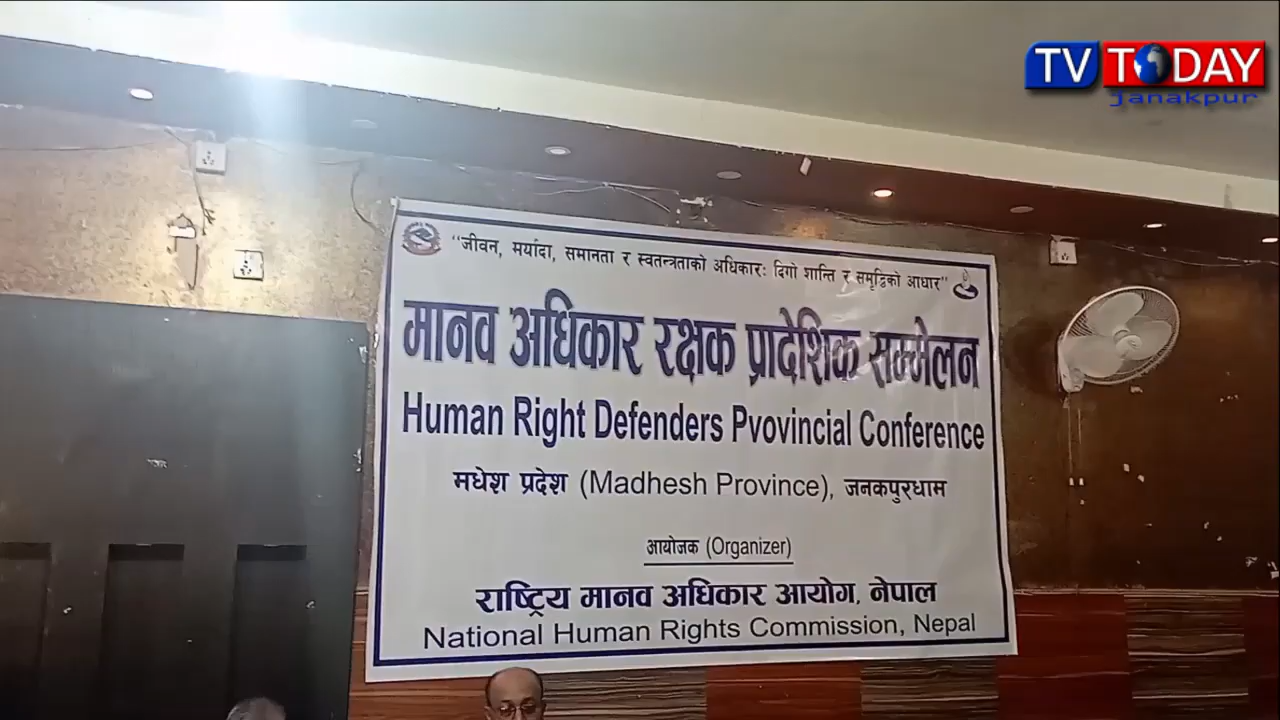 TV TODAY
Janakpur
"जीवन, मर्यादा, समानता र स्वतन्त्रताको अधिकारः दिगो शान्ति र समृद्धिको आधार"
मानव अधिकार रक्षक प्रादेशिक सम्मेलन
Human Right Defenders Pvovincial Conference
मधेश प्रदेश (Madhesh Province), जनकपुरधाम
आयोजक (Organizer)
राष्ट्रिय मानव अधिकार आयोग, नेपाल
National Human Rights Commission, Nepal